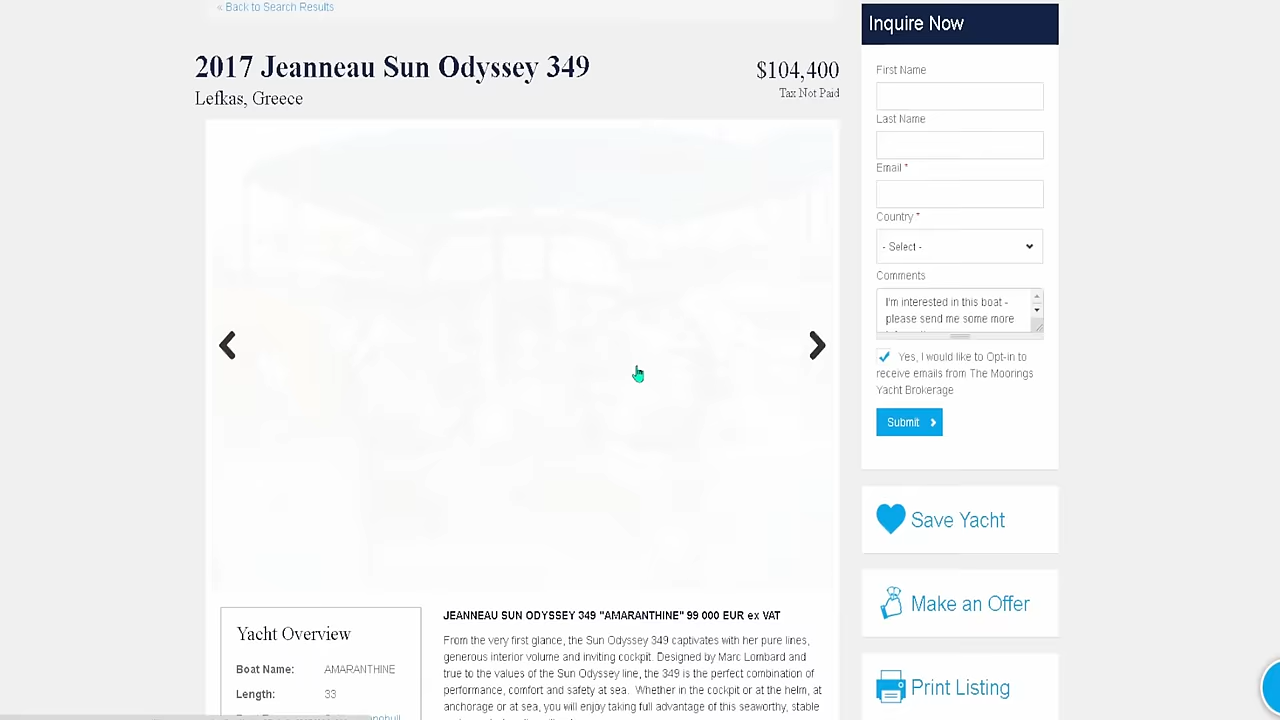 « Back to Search Results
2017 Jeanneau Sun Odyssey 349
$104,400
Lefkas, Greece
Tax Not Paid
JEANNEAU SUN ODYSSEY 349 "AMARANTHINE" 99 000 EUR ex VAT
From the very first glance, the Sun Odyssey 349 captivates with her pure lines,
generous interior volume and inviting cockpit. Designed by Marc Lombard and
true to the values of the Sun Odyssey line, the 349 is the perfect combination of
performance, comfort and safety at sea. Whether in the cockpit or at the helm, at
anchorage or at sea, you will enjoy taking full advantage of this seaworthy, stable
Yacht Overview
Boat Name: AMARANTHINE
Length: 33
Inquire Now
First Name
Last Name
Email *
Country *
- Select -
Comments
I'm interested in this boat -
please send me some more
Yes, I would like to Opt-in to
receive emails from The Moorings
Yacht Brokerage
Submit
Save Yacht
Make an Offer
Print Listing